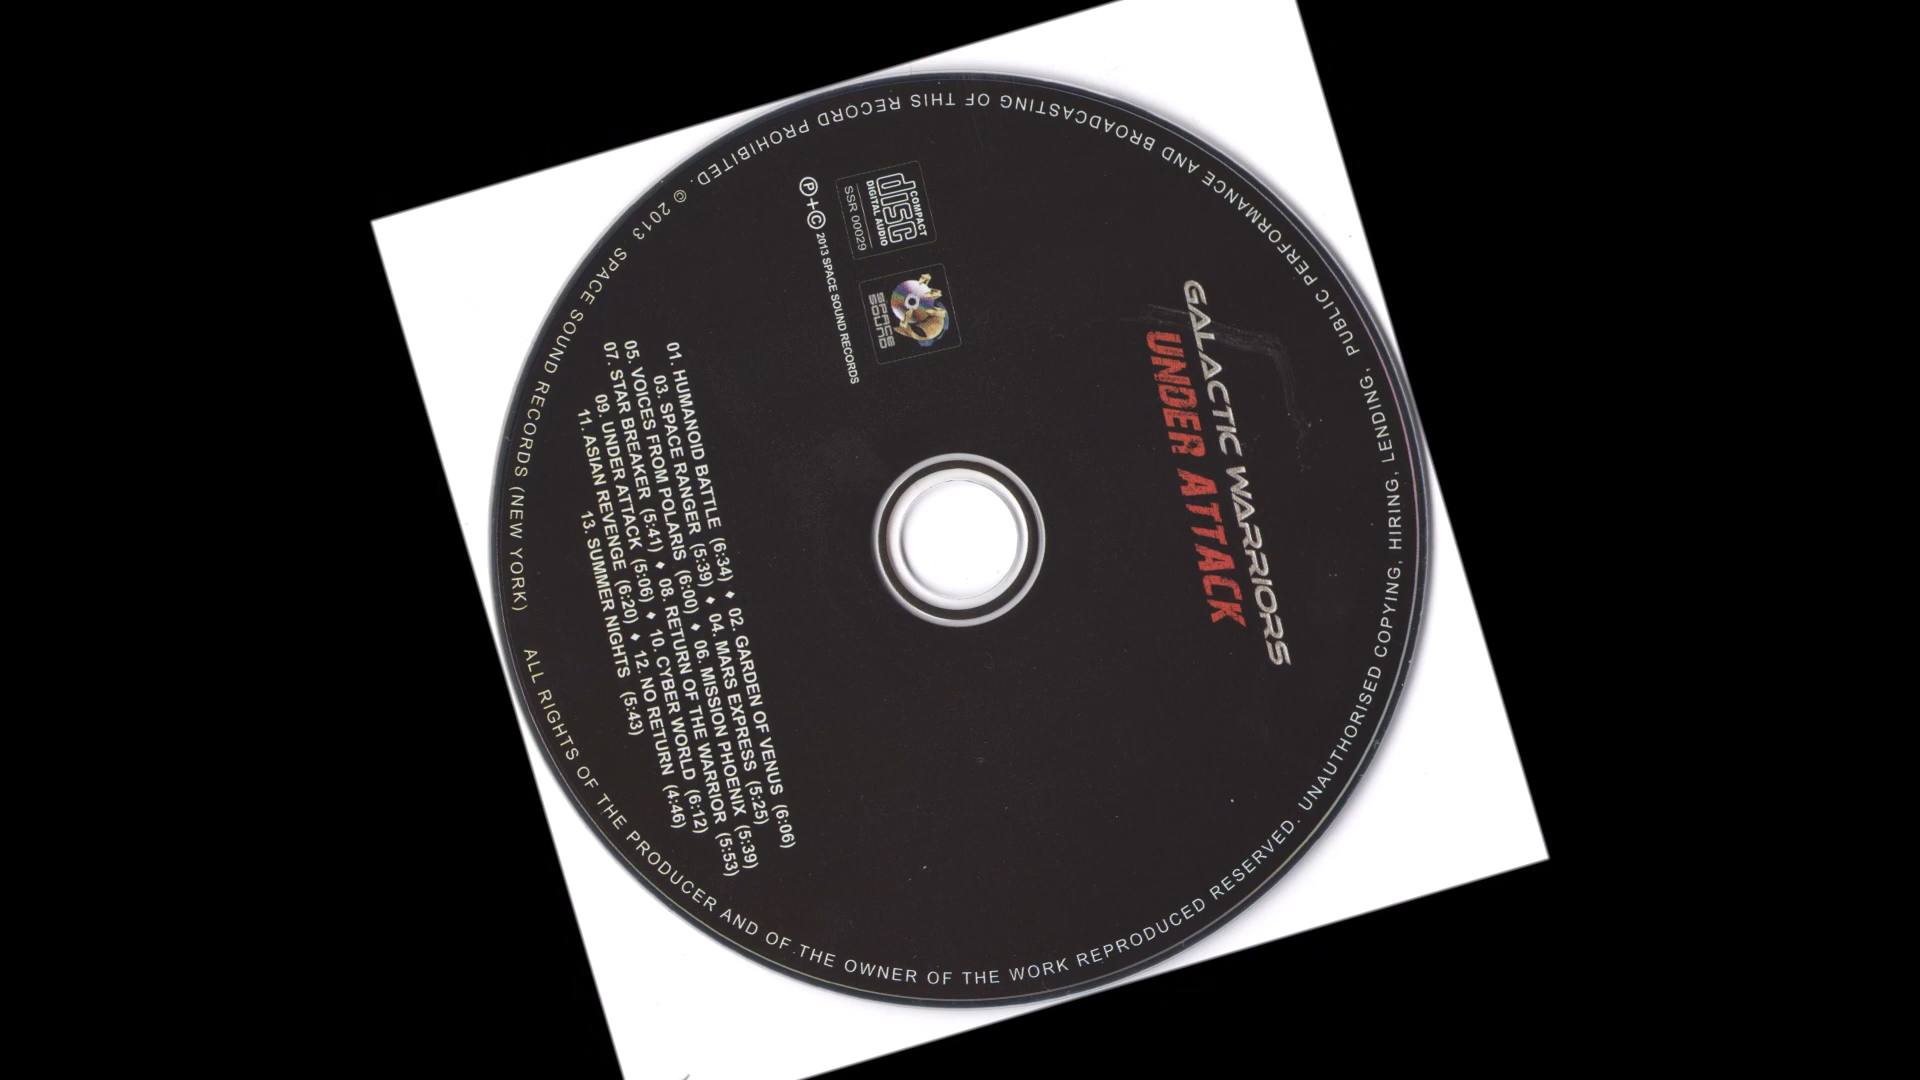 GALACTIC WARRIORS
UNDER ATTACK
COMPACT
disc
DIGITAL AUDIO
SSR 00029
SPACE
SOUND
P+C 2013 SPACE SOUND RECORDS
01. HUMANOID BATTLE (6:34) ♦ 02. GARDEN OF VENUS (6:06)
03. SPACE RANGER (5:39) ♦ 04. MARS EXPRESS (5:25)
05. VOICES FROM POLARIS (6:00) ♦ 06. MISSION PHOENIX (5:39)
07. STAR BREAKER (5:41) ♦ 08. RETURN OF THE WARRIOR (5:53)
09. UNDER ATTACK (5:06) ♦ 10. CYBER WORLD (6:12)
11. ASIAN REVENGE (6:20) ♦ 12. NO RETURN (4:46)
13. SUMMER NIGHTS (5:43)
ALL RIGHTS OF THE PRODUCER AND OF THE OWNER OF THE WORK REPRODUCED RESERVED. UNAUTHORISED COPYING, HIRING, LENDING, PUBLIC PERFORMANCE AND BROADCASTING OF THIS RECORD PROHIBITED. © 2013 SPACE SOUND RECORDS (NEW YORK)